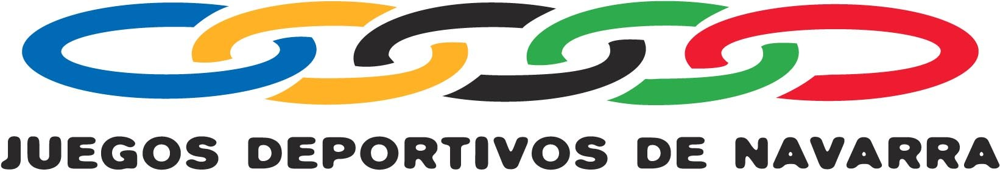 JUEGOS DEPORTIVOS DE NAVARRA